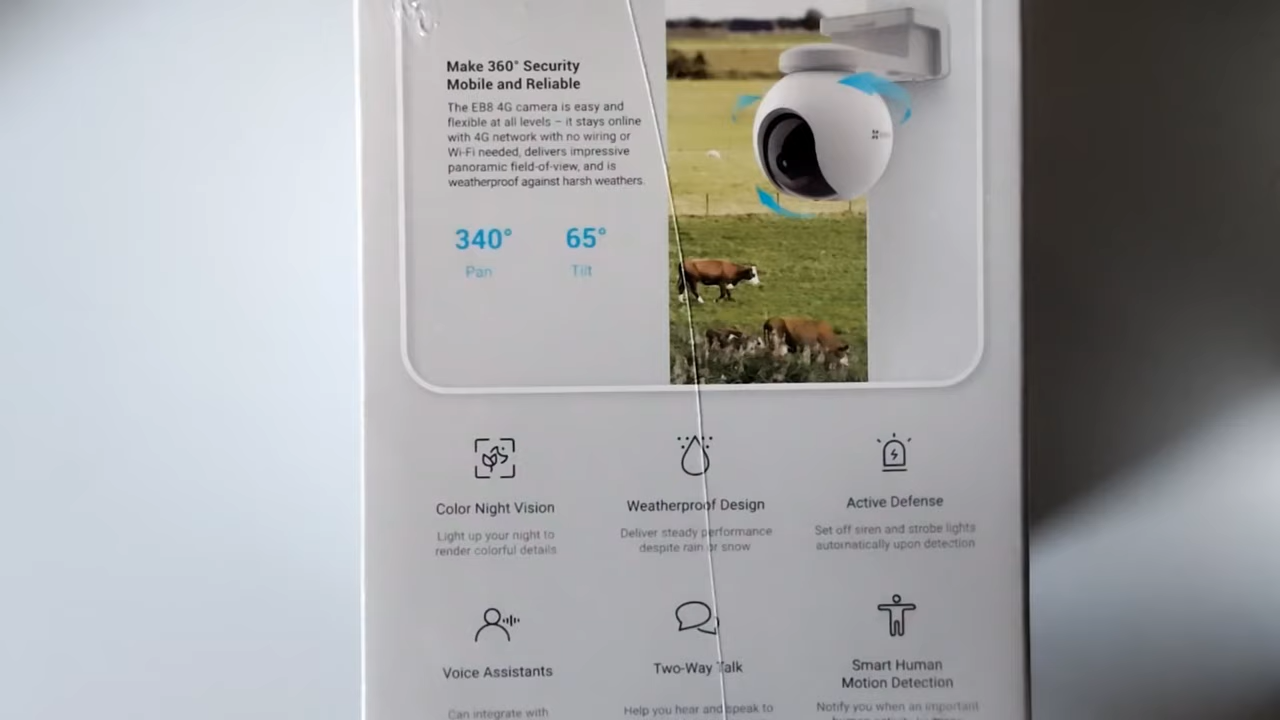 Make 360° Security
Mobile and Reliable
The EB8 4G camera is easy and
flexible at all levels – it stays online
with 4G network with no wiring or
Wi-Fi needed, delivers impressive
panoramic field-of-view, and is
weatherproof against harsh weathers.
340° 65°
Pan Tilt
Color Night Vision
Light up your night to
render colorful details
Weatherproof Design
Deliver steady performance
despite rain or snow
Active Defense
Set off siren and strobe lights
automatically upon detection
Voice Assistants
Can integrate with
Two-Way Talk
Help you hear and speak to
Smart Human
Motion Detection
Notify you when an important